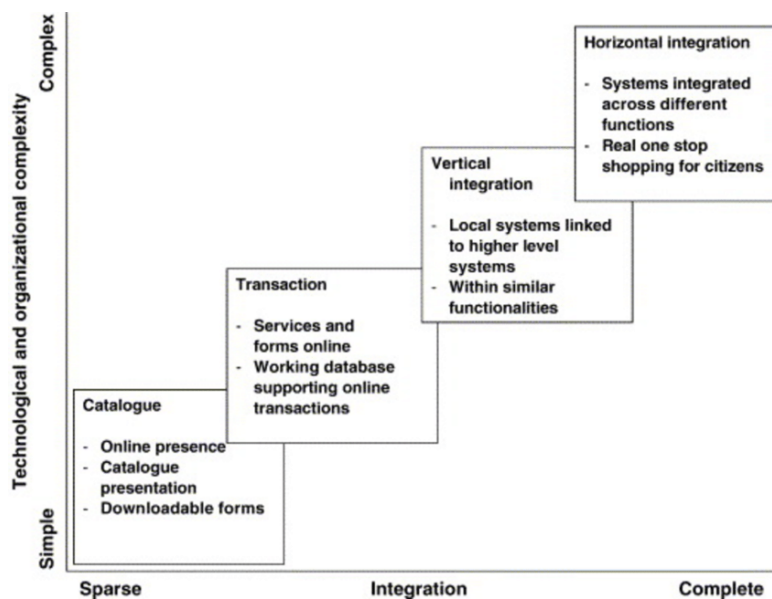 Technological and organizational complexity
Complex
Simple
Horizontal integration
- Systems integrated
across different
functions
- Real one stop
shopping for citizens
Vertical
integration
- Local systems linked
to higher level
systems
- Within similar
functionalities
Transaction
- Services and
forms online
- Working database
supporting online
transactions
Catalogue
- Online presence
- Catalogue
presentation
- Downloadable forms
Sparse
Integration
Complete